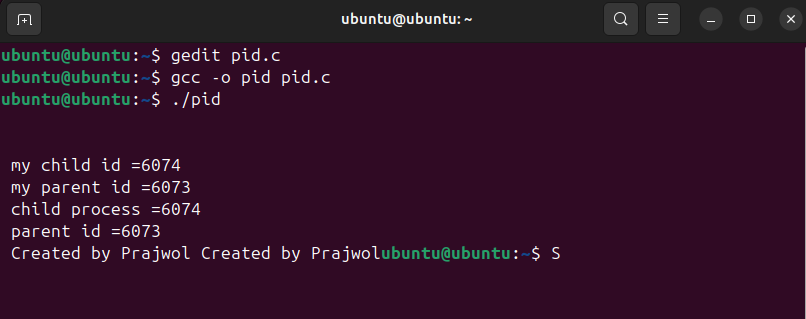 ubuntu@ubuntu: ~
ubuntu@ubuntu:~$ gedit pid.c
ubuntu@ubuntu:~$ gcc -o pid pid.c
ubuntu@ubuntu:~$ ./pid
my child id =6074
my parent id =6073
child process =6074
parent id =6073
Created by Prajwol Created by Prajwolubuntu@ubuntu:~$ S